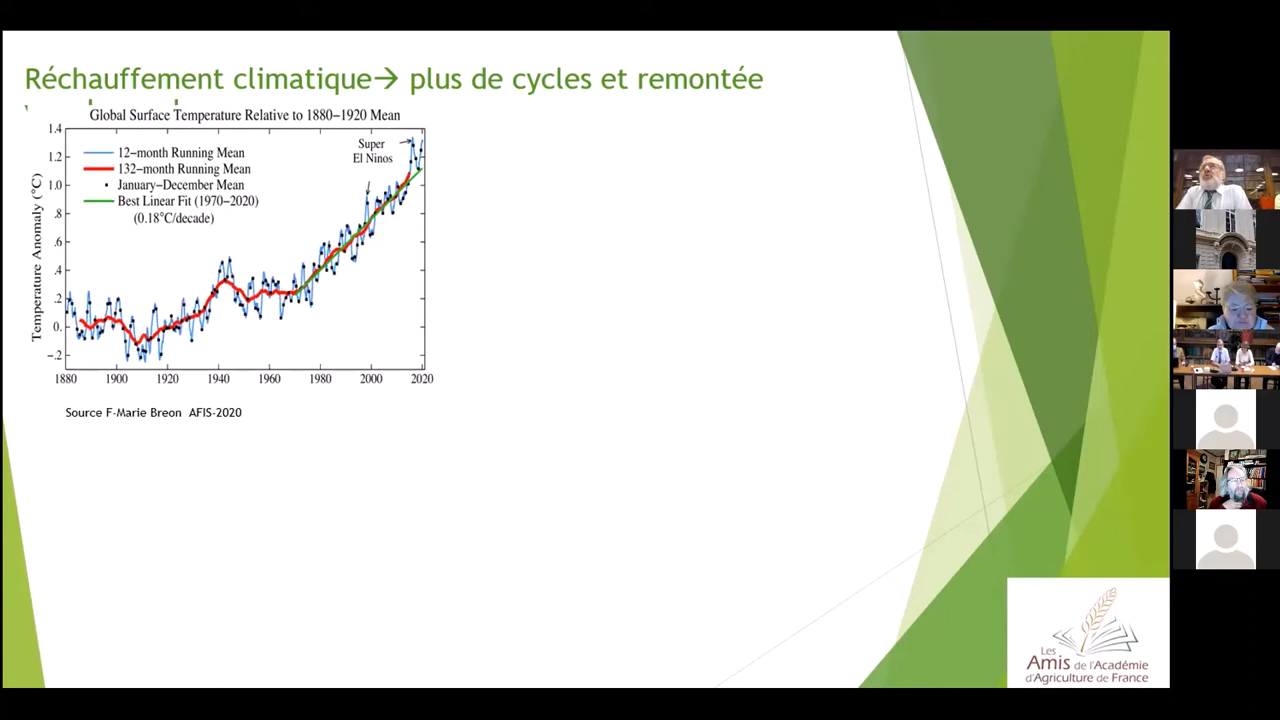 Réchauffement climatique→ plus de cycles et remontée
Global Surface Temperature Relative to 1880−1920 Mean
Temperature Anomaly (°C)
1.4
1.2
1.0
.8
.6
.4
.2
0.
−.2
12−month Running Mean
132−month Running Mean
January−December Mean
Best Linear Fit (1970−2020)
(0.18°C/decade)
Super
El Ninos
1880 1900 1920 1940 1960 1980 2000 2020
Source F-Marie Breon AFIS-2020
Les
Amis de l'Académie
d'Agriculture de France